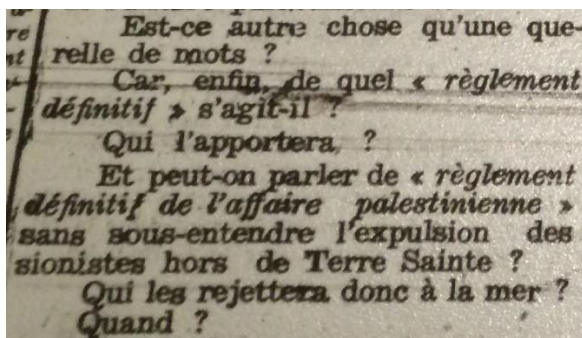 Est-ce autre chose qu'une que-
relle de mots ?
Car, enfin, de quel « règlement
définitif » s'agit-il ?
Qui l'apportera, ?
Et peut-on parler de « règlement
définitif de l'affaire palestinienne »
sans sous-entendre l'expulsion des
sionistes hors de Terre Sainte ?
Qui les rejettera donc à la mer ?
Quand ?